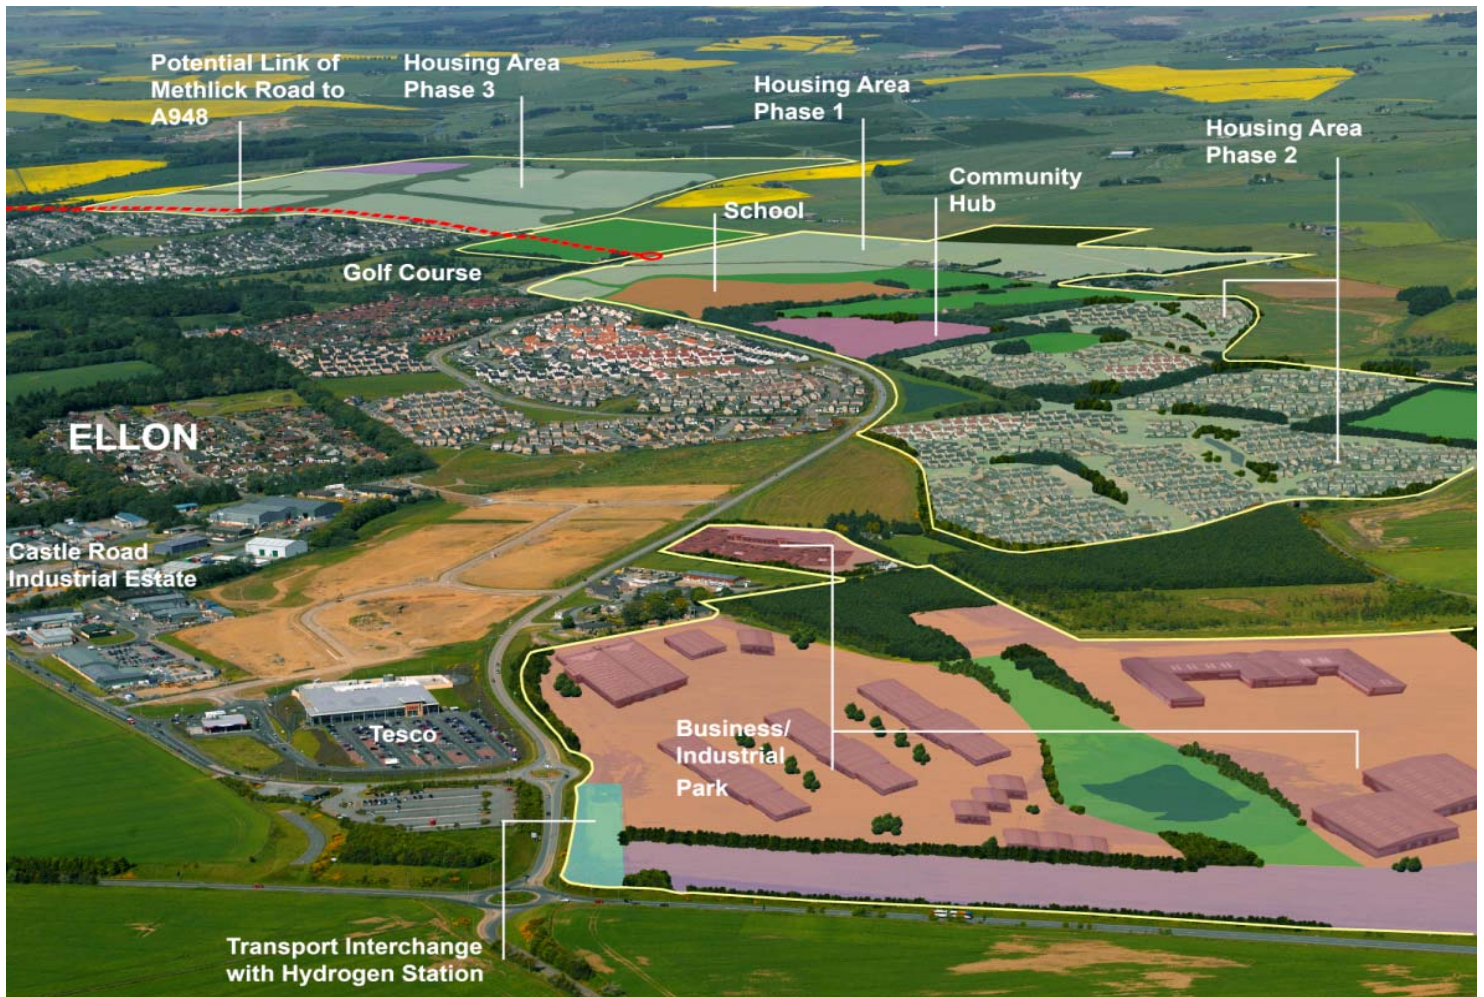 Potential Link of
Methlick Road to
A948
Housing Area
Phase 3
Housing Area
Phase 1
Housing Area
Phase 2
Community
Hub
School
Golf Course
ELLON
Castle Road
Industrial Estate
Tesco
Business/
Industrial
Park
Transport Interchange
with Hydrogen Station